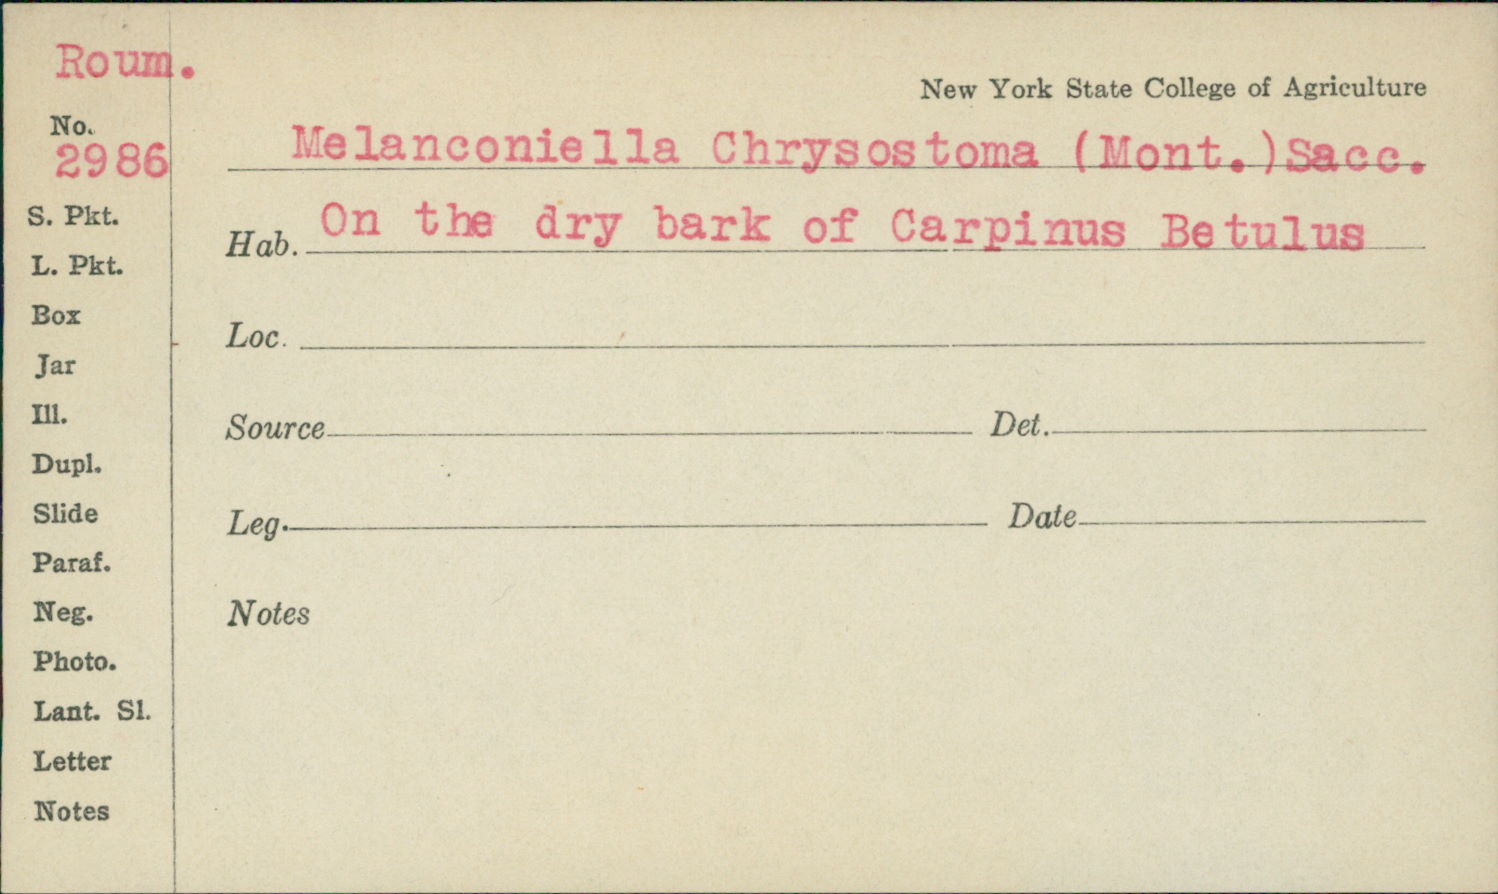 Roum.
New York State College of Agriculture
No.
2986
Melanconiella Chrysostoma (Mont.)Sacc.
Hab. On the dry bark of Carpinus Betulus
Loc.
Source Det.
Leg. Date
Notes
S. Pkt.
L. Pkt.
Box
Jar
Ill.
Dupl.
Slide
Paraf.
Neg.
Photo.
Lant. Sl.
Letter
Notes